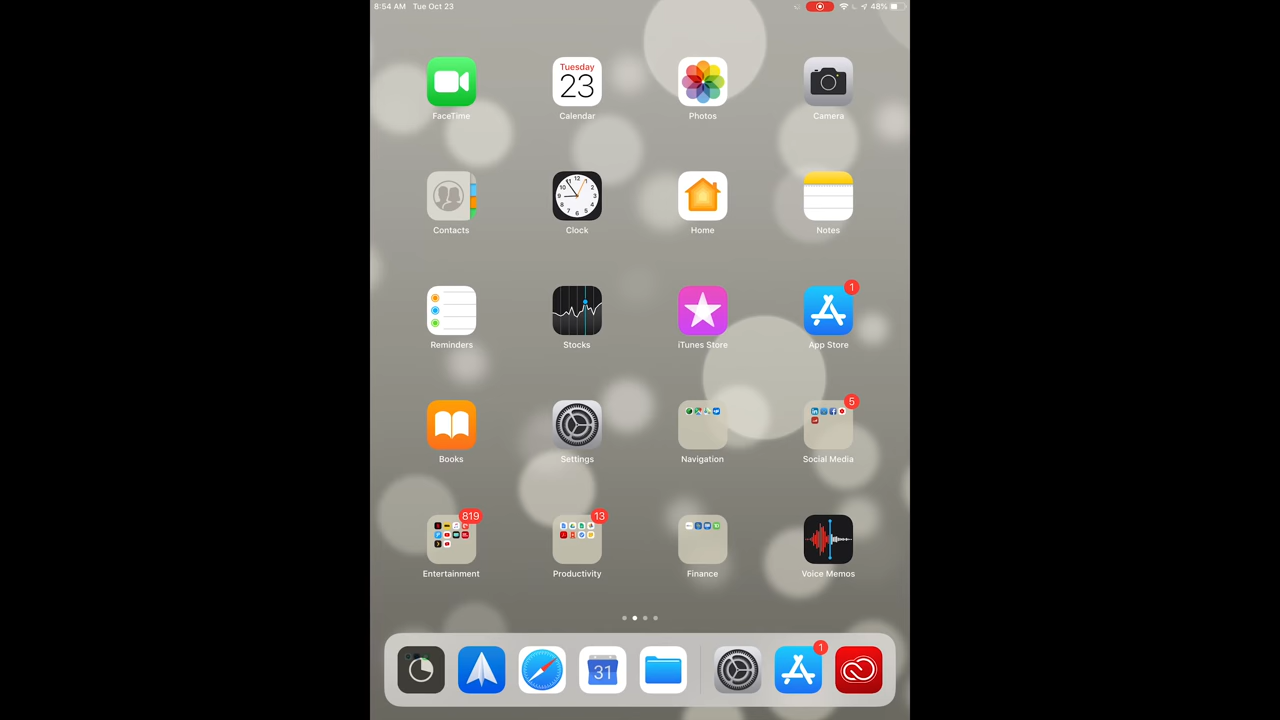 8:54 AM Tue Oct 23
48%
Tuesday
23
FaceTime
Calendar
Photos
Camera
Contacts
Clock
Home
Notes
1
Reminders
Stocks
iTunes Store
App Store
5
Books
Settings
Navigation
Social Media
819
13
Entertainment
Productivity
Finance
Voice Memos
31
1